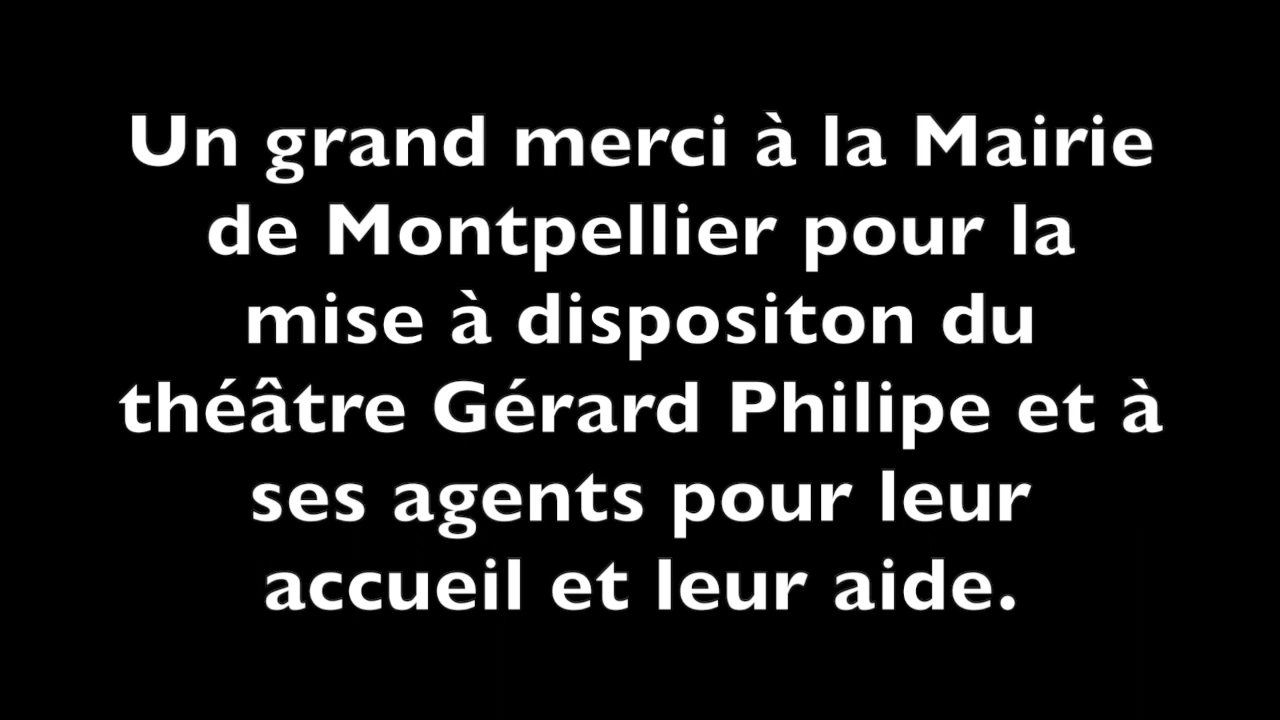 Un grand merci à la Mairie
de Montpellier pour la
mise à dispositon du
théâtre Gérard Philipe et à
ses agents pour leur
accueil et leur aide.